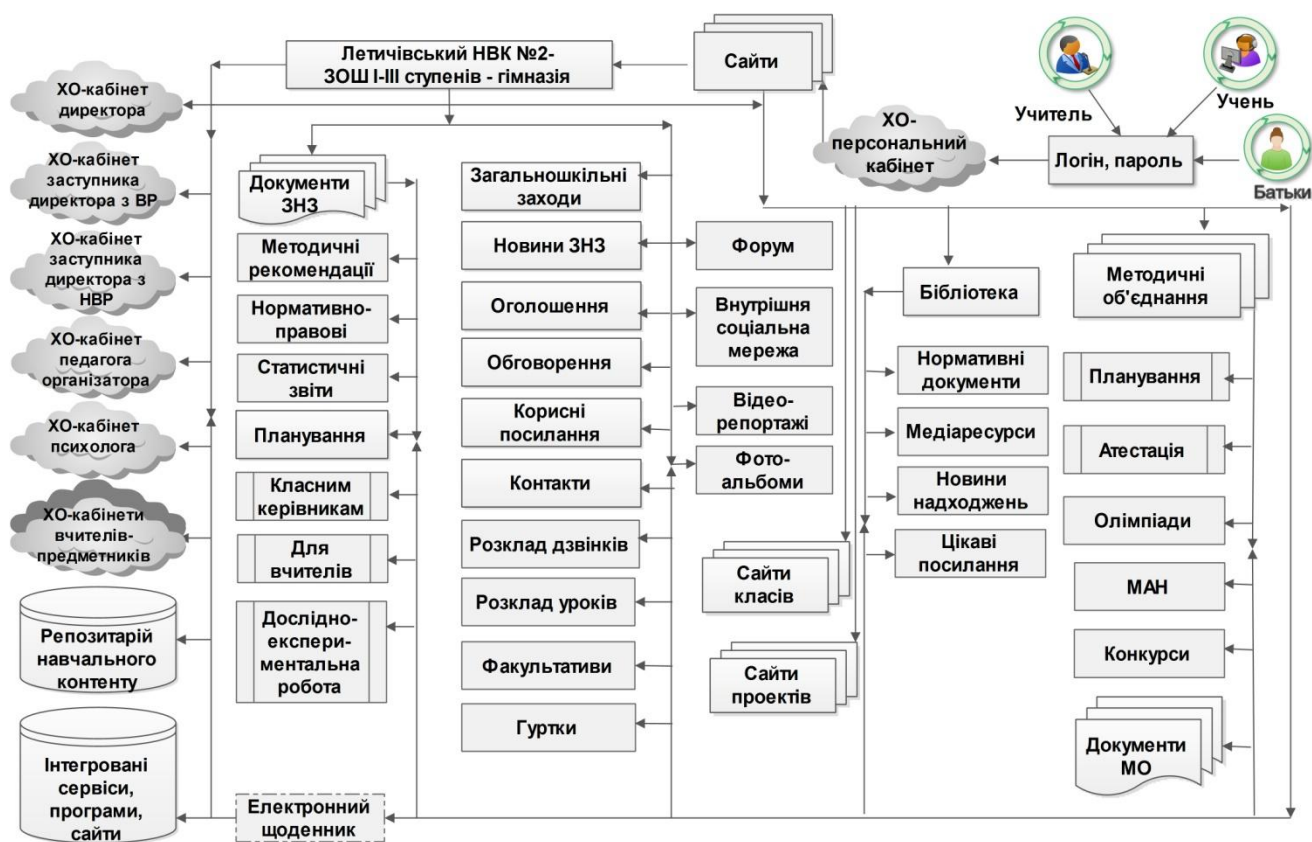 Летичівський НВК №2-
ЗОШ І-ІІІ ступенів - гімназія
Сайти
Учитель
Учень
Батьки
Логін, пароль
ХО-
персональний
кабінет
ХО-кабінет
директора
ХО-кабінет
заступника
директора з ВР
ХО-кабінет
заступника
директора з
НВР
ХО-кабінет
педагога
організатора
ХО-кабінет
психолога
ХО-кабінети
вчителів-
предметників
Репозитарій
навчального
контенту
Інтегровані
сервіси,
програми,
сайти
Документи
ЗНЗ
Методичні
рекомендації
Нормативно-
правові
Статистичні
звіти
Планування
Класним
керівникам
Для
вчителів
Дослідно-
експери-
ментальна
робота
Електронний
щоденник
Загальношкільні
заходи
Новини ЗНЗ
Оголошення
Обговорення
Корисні
посилання
Контакти
Розклад дзвінків
Розклад уроків
Факультативи
Гуртки
Форум
Внутрішня
соціальна
мережа
Відео-
репортажі
Фото-
альбоми
Сайти
класів
Сайти
проектів
Бібліотека
Нормативні
документи
Медіаресурси
Новини
надходжень
Цікаві
посилання
Методичні
об'єднання
Планування
Атестація
Олімпіади
МАН
Конкурси
Документи
МО